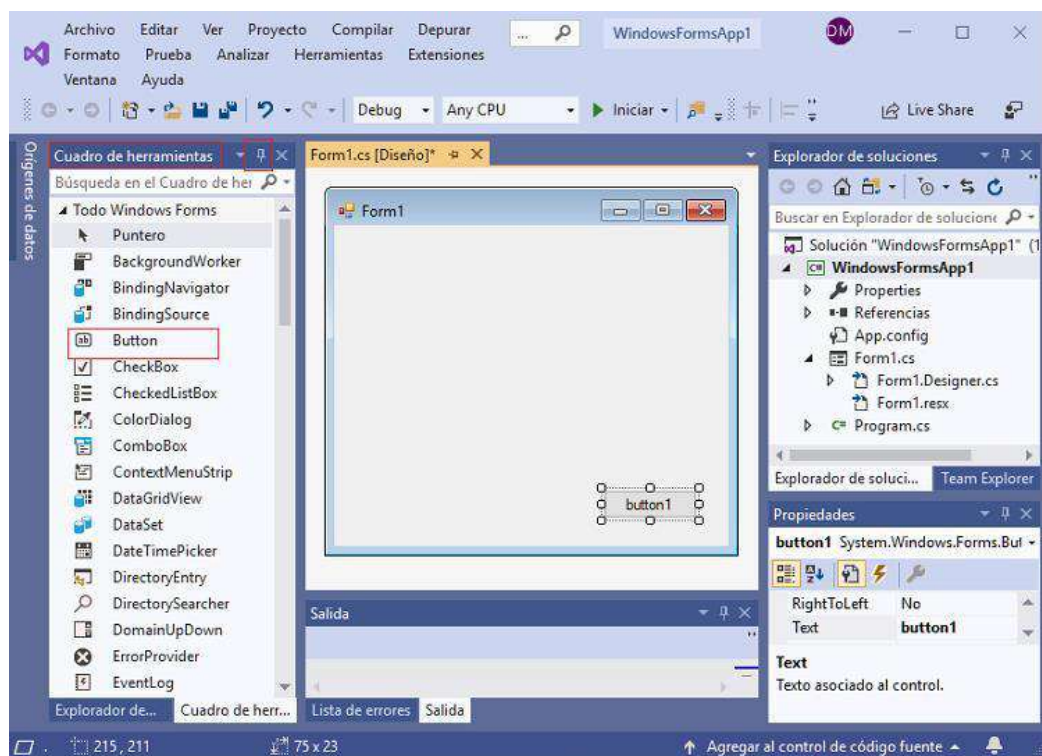 Archivo Editar Ver Proyecto Compilar Depurar ... WindowsFormsApp1 DM
Formato Prueba Analizar Herramientas Extensiones
Ventana Ayuda
Debug Any CPU Iniciar Live Share
Orígenes de datos
Cuadro de herramientas
Búsqueda en el Cuadro de her
Todo Windows Forms
Puntero
BackgroundWorker
BindingNavigator
BindingSource
Button
CheckBox
CheckedListBox
ColorDialog
ComboBox
ContextMenuStrip
DataGridView
DataSet
DateTimePicker
DirectoryEntry
DirectorySearcher
DomainUpDown
ErrorProvider
EventLog
Explorador de... Cuadro de herr...
Form1.cs [Diseño]*
Form1
button1
Salida
Lista de errores Salida
Explorador de soluciones
Buscar en Explorador de solucione
Solución "WindowsFormsApp1" (1
WindowsFormsApp1
Properties
Referencias
App.config
Form1.cs
Form1.Designer.cs
Form1.resx
Program.cs
Explorador de soluci... Team Explorer
Propiedades
button1 System.Windows.Forms.But
RightToLeft No
Text button1
Text
Texto asociado al control.
215, 211 75 x 23 Agregar al control de código fuente